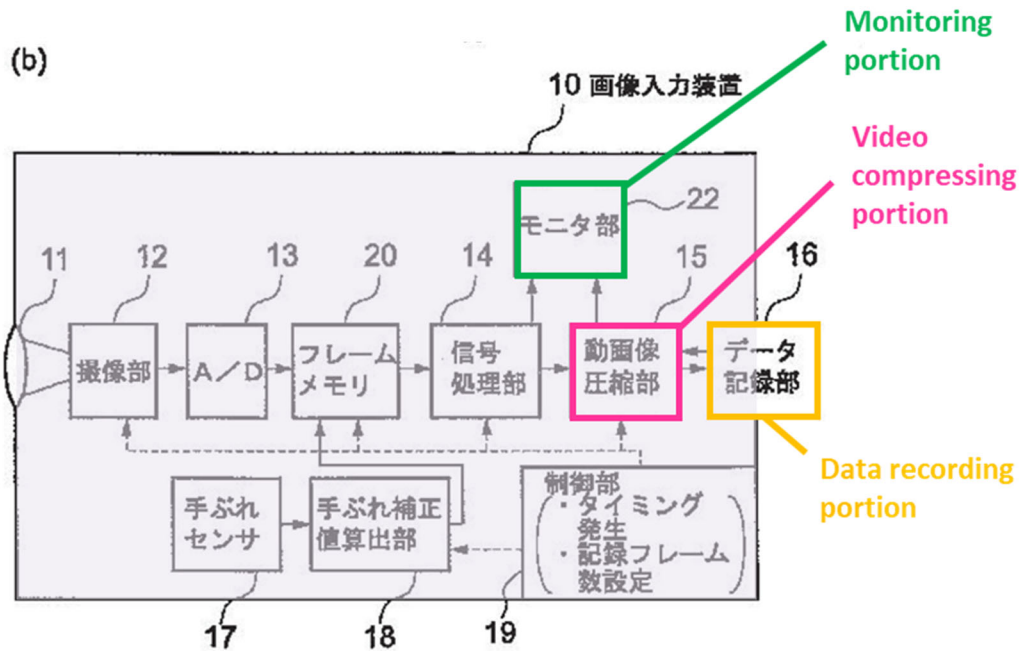 Monitoring
portion
(b)
10 画像入力装置
Video
compressing
portion
22
モニタ部
11
12
13
20
14
15
16
撮像部
A/D
フレーム
メモリ
信号
処理部
動画像
圧縮部
データ
記録部
Data recording
portion
手ぶれ
センサ
手ぶれ補正
値算出部
制御部
・タイミング
発生
・記録フレーム
数設定
17
18
19